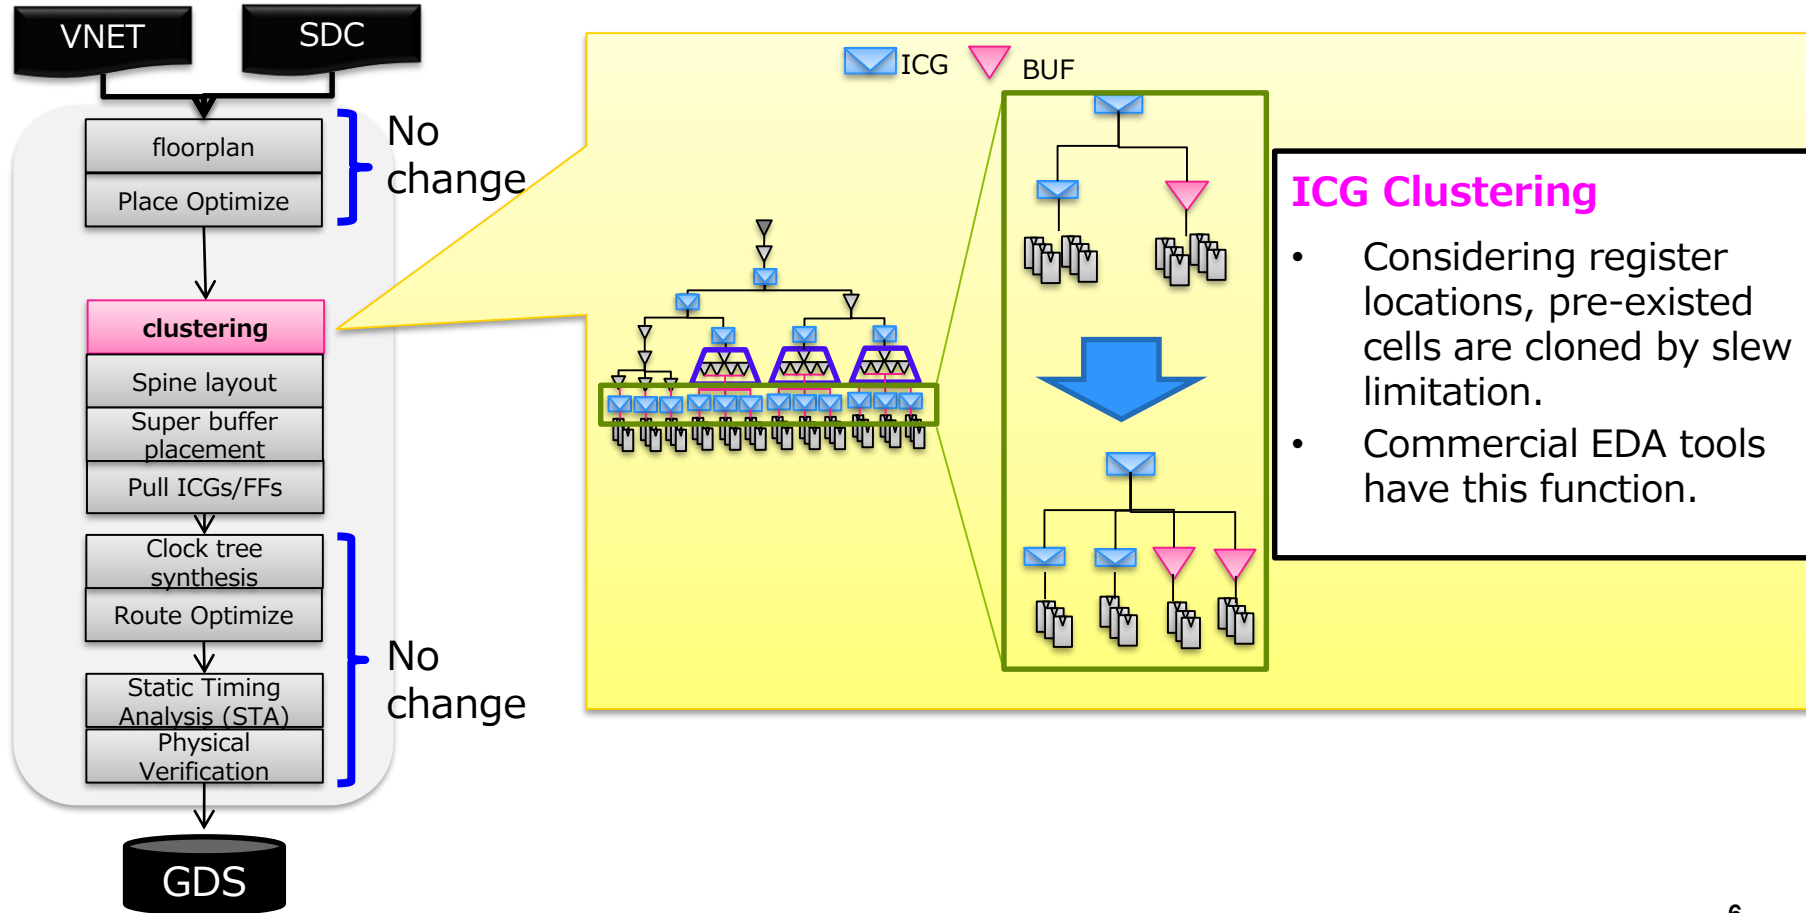 VNET
SDC
floorplan
Place Optimize
No
change
clustering
Spine layout
Super buffer
placement
Pull ICGs/FFs
Clock tree
synthesis
Route Optimize
Static Timing
Analysis (STA)
Physical
Verification
No
change
GDS
ICG
BUF
ICG Clustering
• Considering register
locations, pre-existed
cells are cloned by slew
limitation.
• Commercial EDA tools
have this function.
6